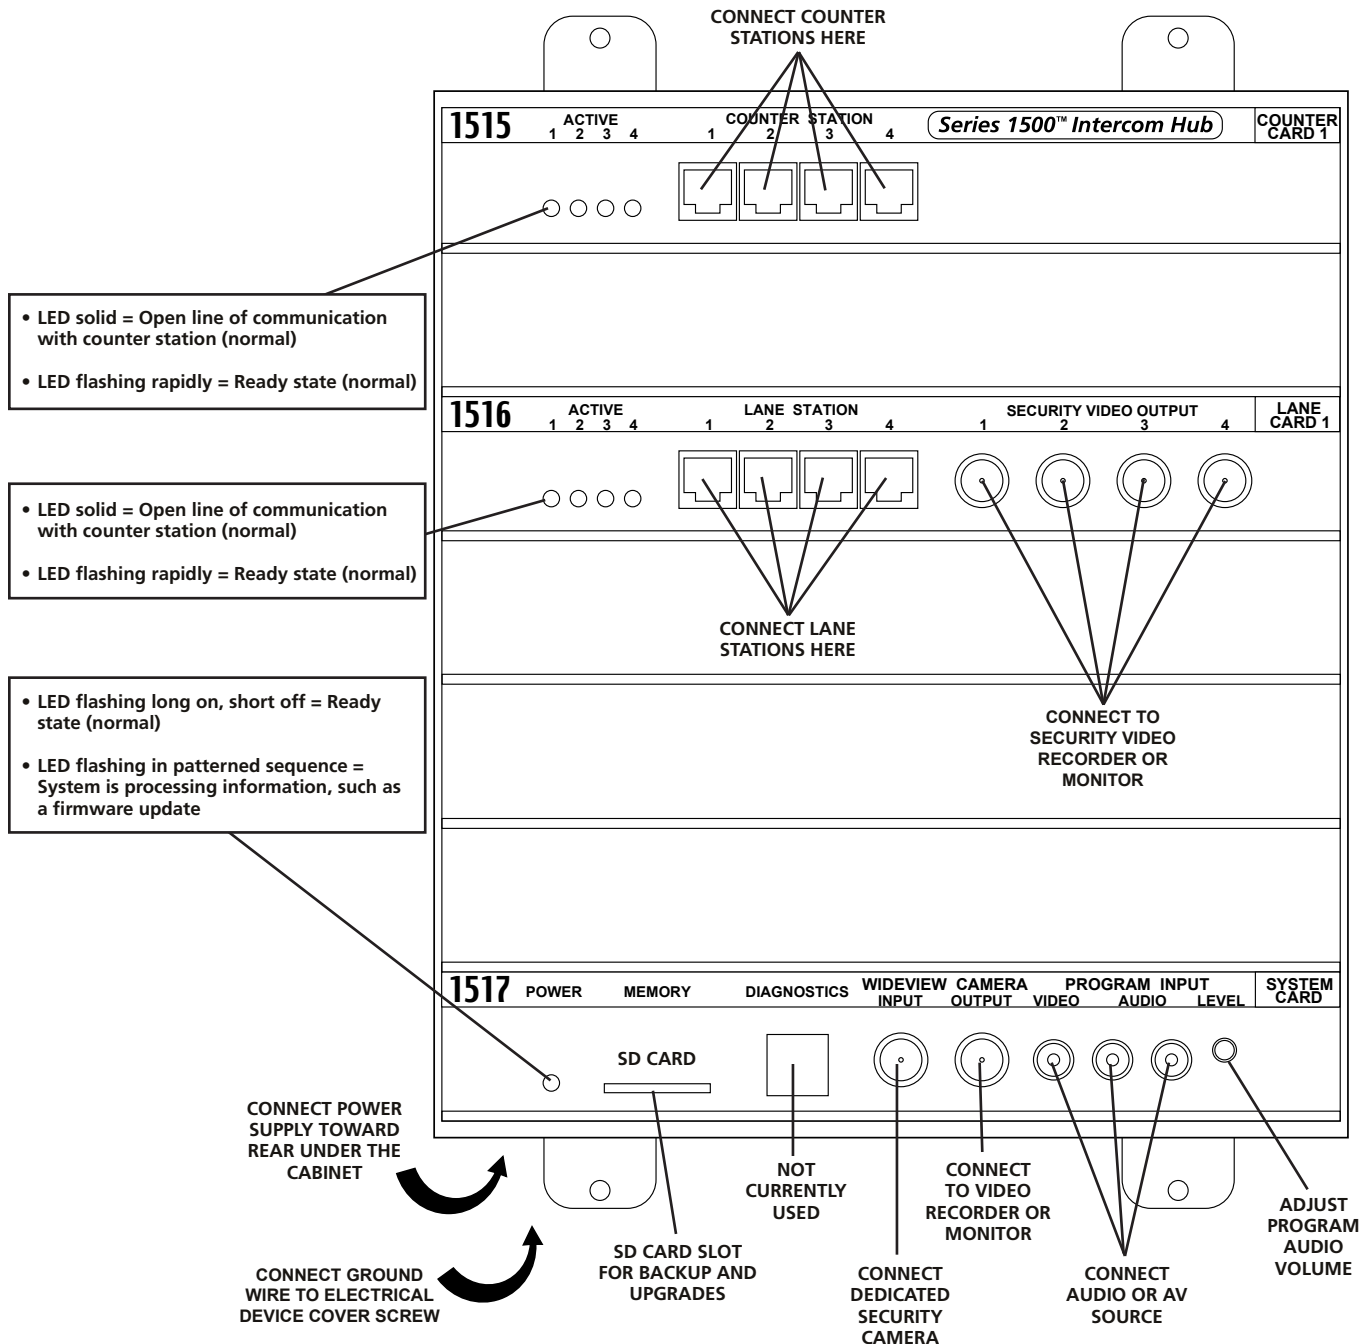 CONNECT COUNTER
STATIONS HERE
1515
ACTIVE
1 2 3 4
COUNTER STATION
1 2 3 4
Series 1500™ Intercom Hub
COUNTER
CARD 1
• LED solid = Open line of communication
with counter station (normal)
• LED flashing rapidly = Ready state (normal)
1516
ACTIVE
1 2 3 4
LANE STATION
1 2 3 4
SECURITY VIDEO OUTPUT
1 2 3 4
LANE
CARD 1
• LED solid = Open line of communication
with counter station (normal)
• LED flashing rapidly = Ready state (normal)
CONNECT LANE
STATIONS HERE
CONNECT TO
SECURITY VIDEO
RECORDER OR
MONITOR
• LED flashing long on, short off = Ready
state (normal)
• LED flashing in patterned sequence =
System is processing information, such as
a firmware update
1517
POWER
MEMORY
DIAGNOSTICS
WIDEVIEW CAMERA
INPUT OUTPUT
PROGRAM INPUT
VIDEO AUDIO LEVEL
SYSTEM
CARD
SD CARD
CONNECT POWER
SUPPLY TOWARD
REAR UNDER THE
CABINET
CONNECT GROUND
WIRE TO ELECTRICAL
DEVICE COVER SCREW
SD CARD SLOT
FOR BACKUP AND
UPGRADES
NOT
CURRENTLY
USED
CONNECT
DEDICATED
SECURITY
CAMERA
CONNECT
TO VIDEO
RECORDER OR
MONITOR
CONNECT
AUDIO OR AV
SOURCE
ADJUST
PROGRAM
AUDIO
VOLUME